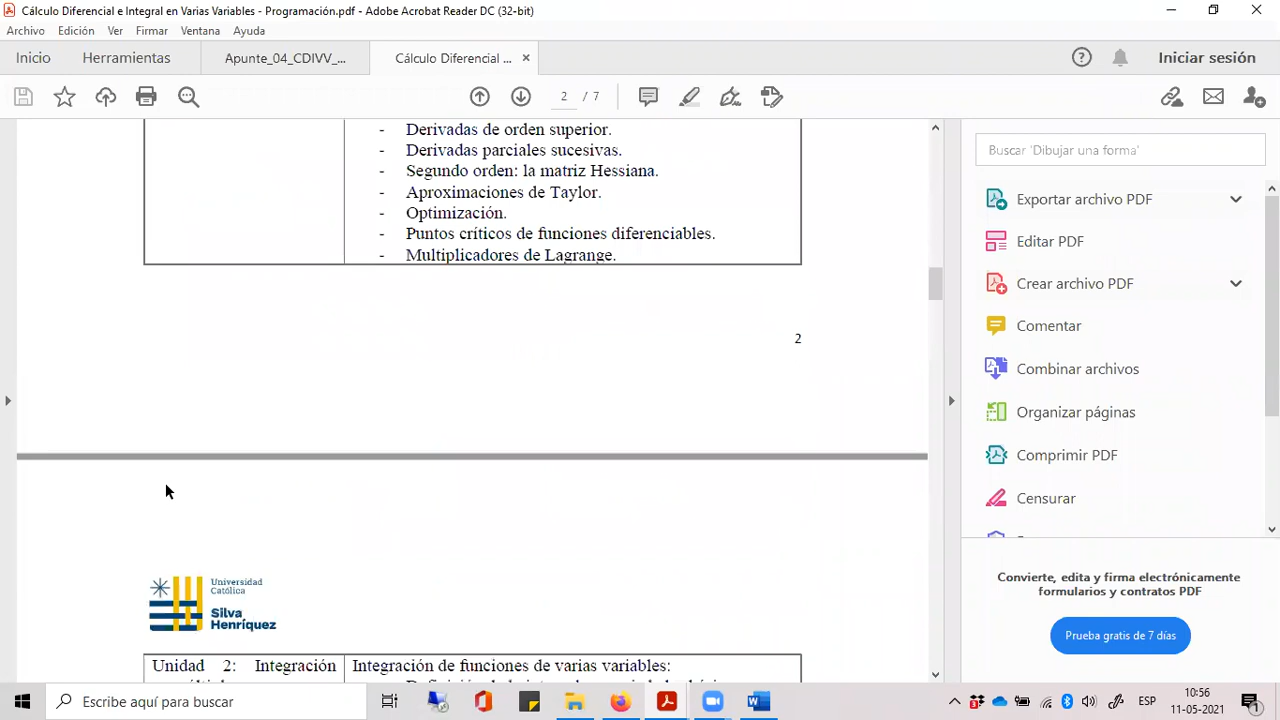 Cálculo Diferencial e Integral en Varias Variables - Programación.pdf - Adobe Acrobat Reader DC (32-bit)
Archivo Edición Ver Firmar Ventana Ayuda
Inicio Herramientas Apunte_04_CDIVV_... Cálculo Diferencial ... × Iniciar sesión
2 / 7
- Derivadas de orden superior.
- Derivadas parciales sucesivas.
- Segundo orden: la matriz Hessiana.
- Aproximaciones de Taylor.
- Optimización.
- Puntos críticos de funciones diferenciables.
- Multiplicadores de Lagrange.
2
Universidad
Católica
Silva
Henríquez
Unidad 2: Integración Integración de funciones de varias variables:
Buscar 'Dibujar una forma'
Exportar archivo PDF
Editar PDF
Crear archivo PDF
Comentar
Combinar archivos
Organizar páginas
Comprimir PDF
Censurar
Convierte, edita y firma electrónicamente
formularios y contratos PDF
Prueba gratis de 7 días
Escribe aquí para buscar
ESP
10:56
11-05-2021
1